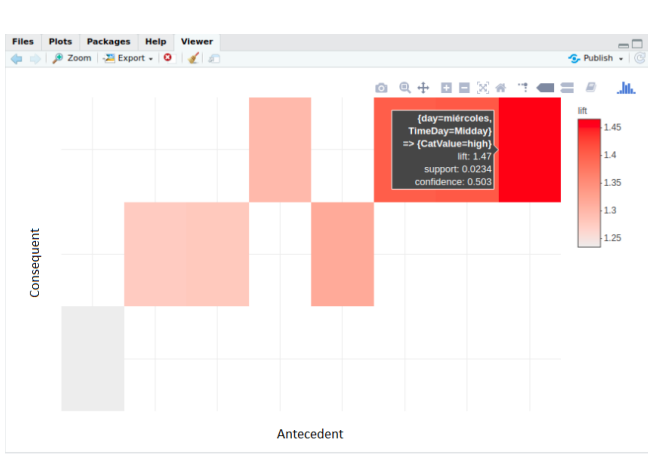 Files Plots Packages Help Viewer
Zoom Export Publish
lift
{day=miércoles,
TimeDay=Midday}
=> {CatValue=high}
lift: 1.47
support: 0.0234
confidence: 0.503
1.45
1.4
1.35
1.3
1.25
Consequent
Antecedent